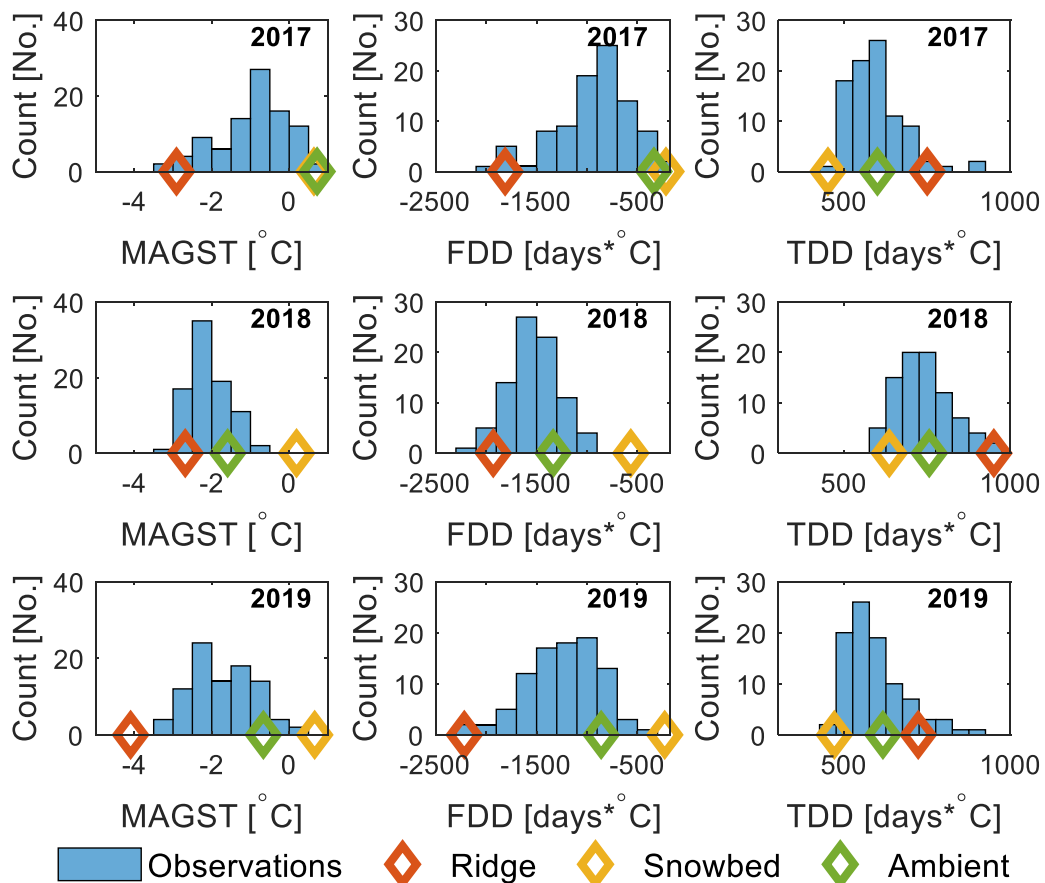 40 30 30
2017 2017 2017
Count [No.] Count [No.] Count [No.]
20 20 20
10 10
0 0 0
-4 -2 0 -2500 -1500 -500 500 1000
MAGST [°C] FDD [days*°C] TDD [days*°C]
40 30 30
2018 2018 2018
Count [No.] Count [No.] Count [No.]
20 20 20
10 10
0 0 0
-4 -2 0 -2500 -1500 -500 500 1000
MAGST [°C] FDD [days*°C] TDD [days*°C]
40 30 30
2019 2019 2019
Count [No.] Count [No.] Count [No.]
20 20 20
10 10
0 0 0
-4 -2 0 -2500 -1500 -500 500 1000
MAGST [°C] FDD [days*°C] TDD [days*°C]
Observations Ridge Snowbed Ambient